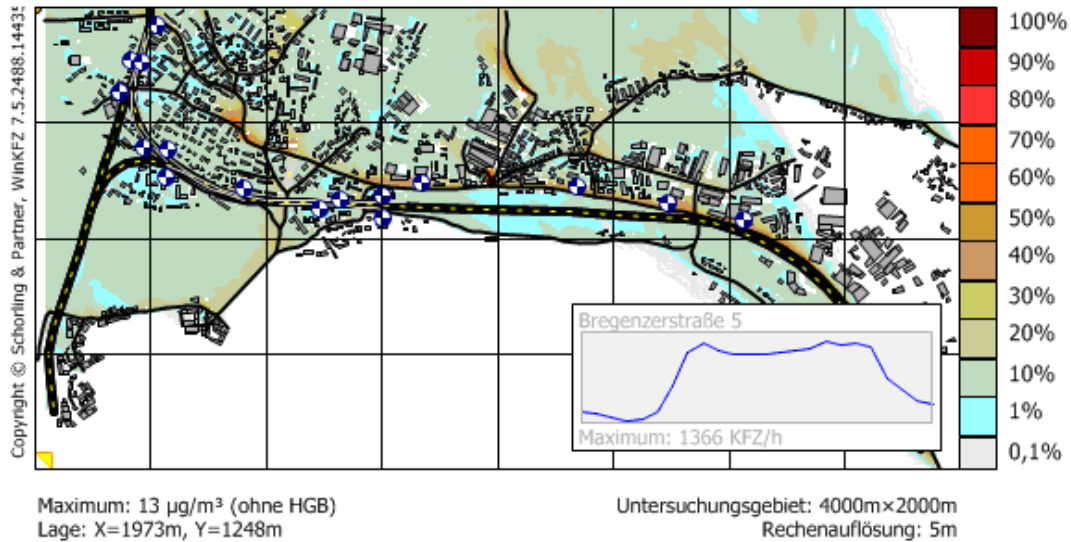 Copyright © Schorling & Partner, WinKFZ 7.5.2488.14435
100%
90%
80%
70%
60%
50%
40%
30%
20%
10%
1%
0,1%
Bregenzerstraße 5
Maximum: 1366 KFZ/h
Maximum: 13 µg/m³ (ohne HGB)
Lage: X=1973m, Y=1248m
Untersuchungsgebiet: 4000m×2000m
Rechenauflösung: 5m